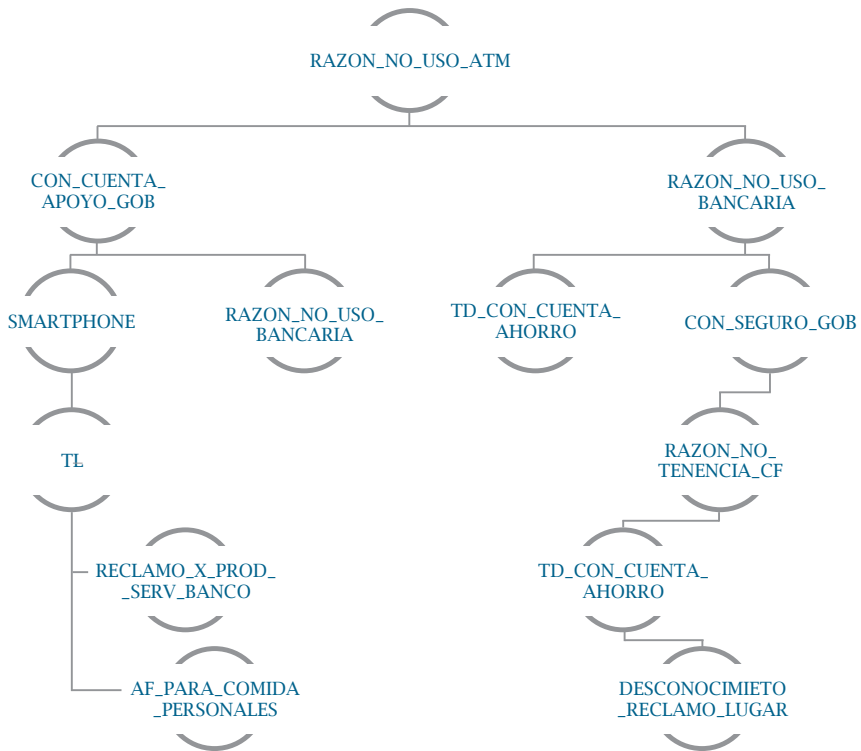 RAZON_NO_USO_ATM
CON_CUENTA_
APOYO_GOB
RAZON_NO_USO_
BANCARIA
SMARTPHONE
RAZON_NO_USO_
BANCARIA
TD_CON_CUENTA_
AHORRO
CON_SEGURO_GOB
TL
RAZON_NO_
TENENCIA_CF
RECLAMO_X_PROD_
_SERV_BANCO
TD_CON_CUENTA_
AHORRO
AF_PARA_COMIDA
_PERSONALES
DESCONOCIMIETO
_RECLAMO_LUGAR